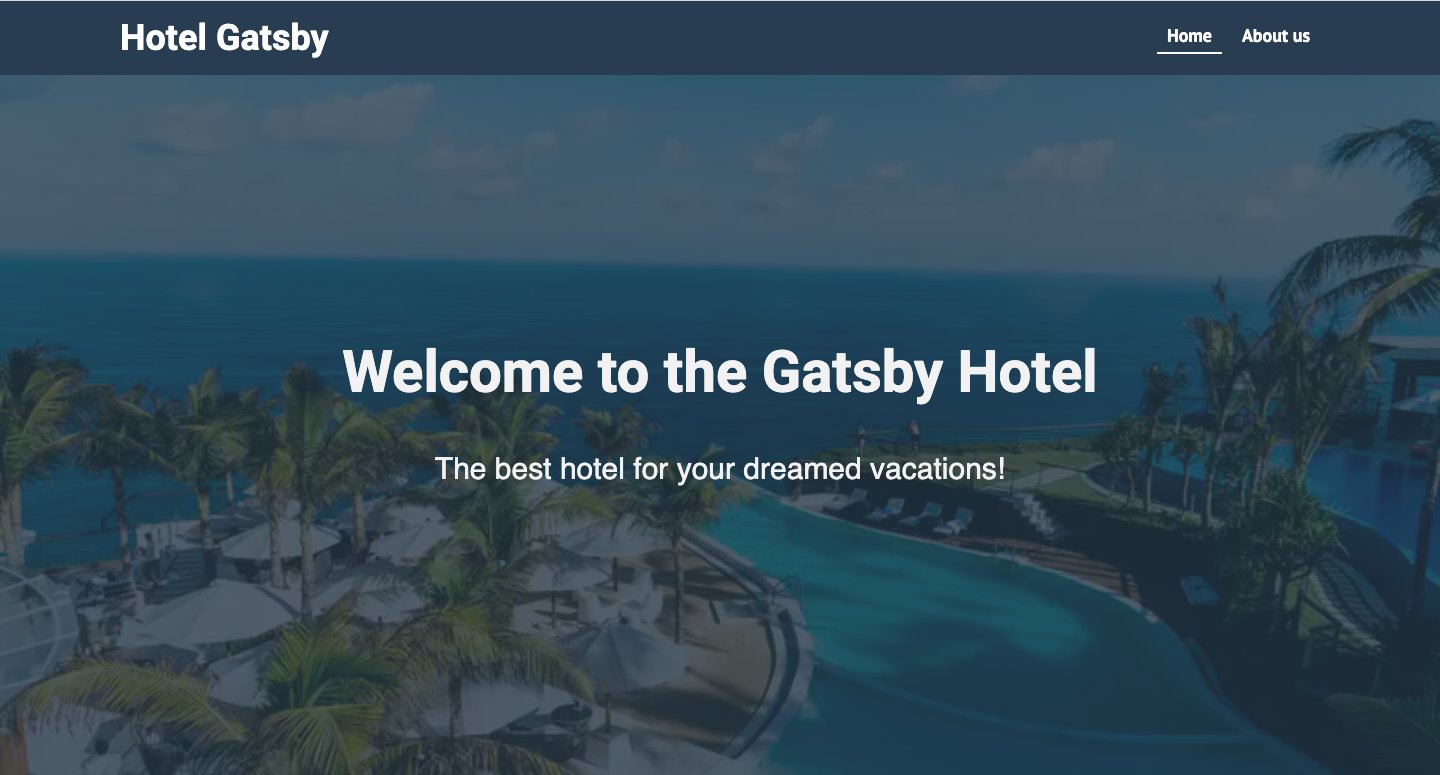 Hotel Gatsby
Home
About us
Welcome to the Gatsby Hotel
The best hotel for your dreamed vacations!